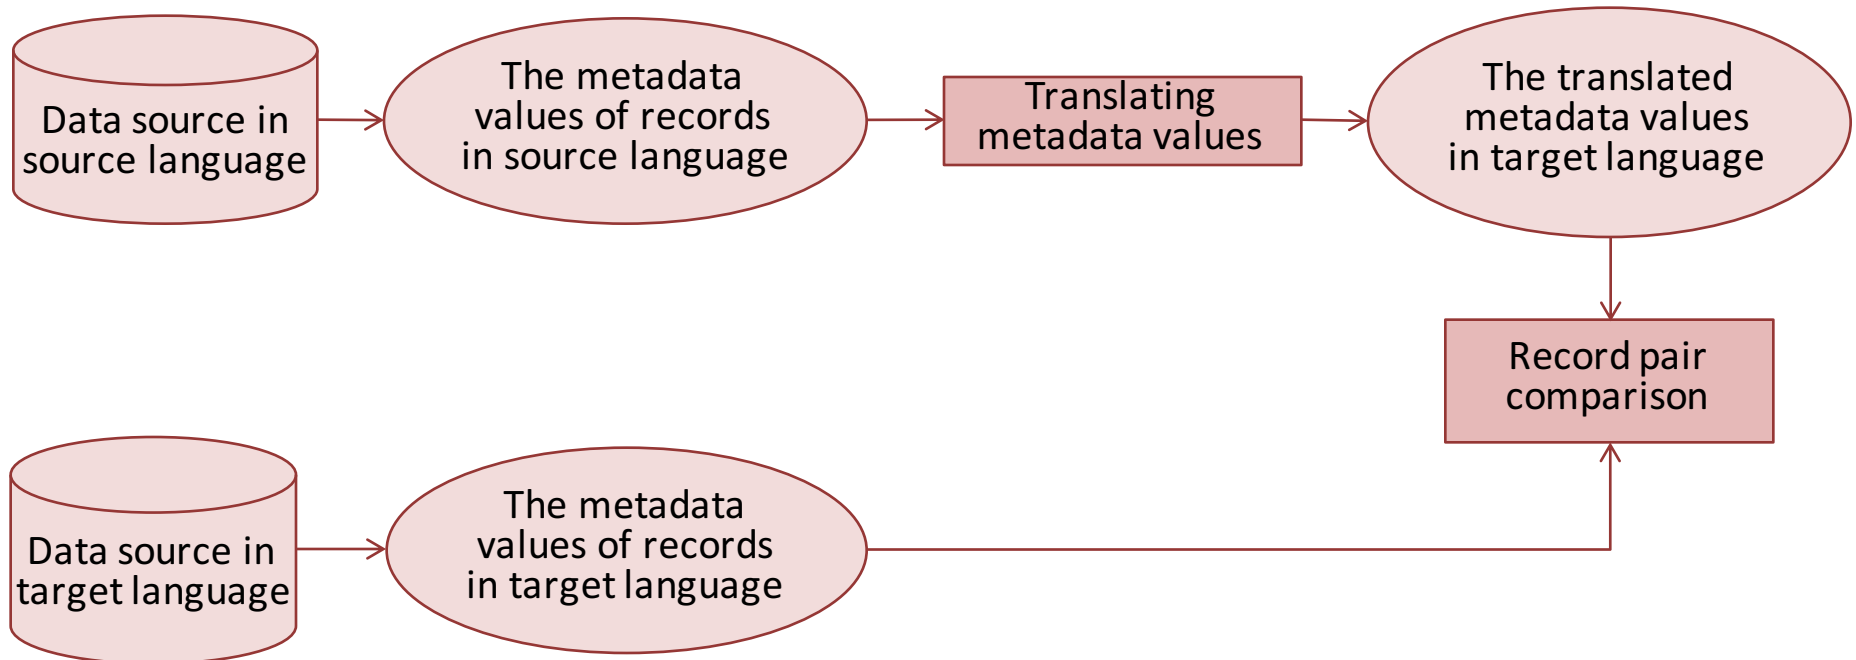 Data source in
source language
The metadata
values of records
in source language
Translating
metadata values
The translated
metadata values
in target language
Record pair
comparison
Data source in
target language
The metadata
values of records
in target language